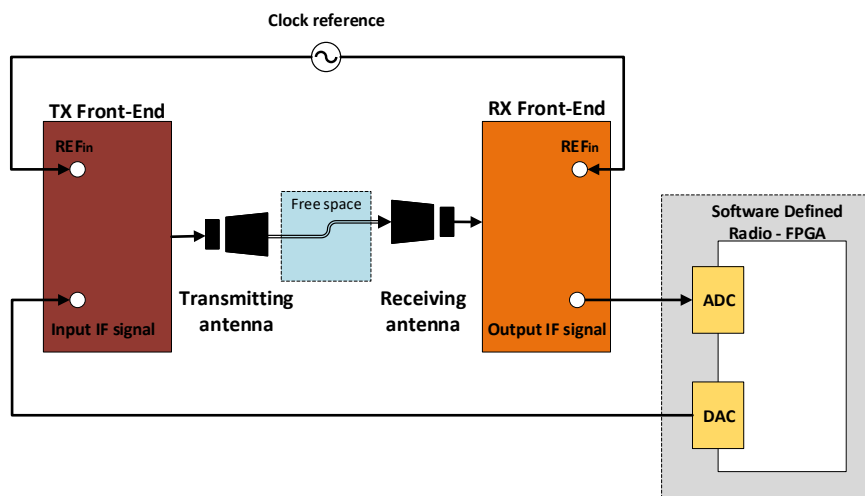 Clock reference
TX Front-End
RX Front-End
REFin
REFin
Free space
Software Defined
Radio - FPGA
Transmitting
antenna
Receiving
antenna
ADC
Input IF signal
Output IF signal
DAC